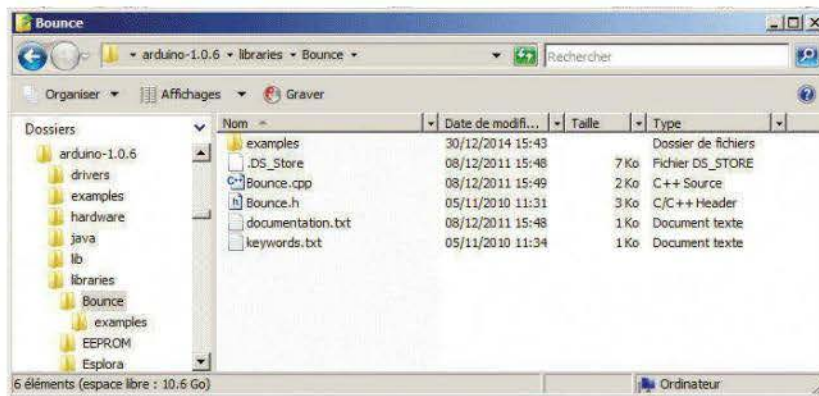 Bounce
arduino-1.0.6 libraries Bounce
Rechercher
Organiser Affichages Graver
Dossiers
arduino-1.0.6
drivers
examples
hardware
java
lib
libraries
Bounce
examples
EEPROM
Esplora
Nom Date de modifi... Taille Type
examples 30/12/2014 15:43 Dossier de fichiers
.DS_Store 08/12/2011 15:48 7 Ko Fichier DS_STORE
Bounce.cpp 08/12/2011 15:49 2 Ko C++ Source
Bounce.h 05/11/2010 11:31 3 Ko C/C++ Header
documentation.txt 08/12/2011 15:48 1 Ko Document texte
keywords.txt 05/11/2010 11:34 1 Ko Document texte
6 éléments (espace libre : 10.6 Go) Ordinateur